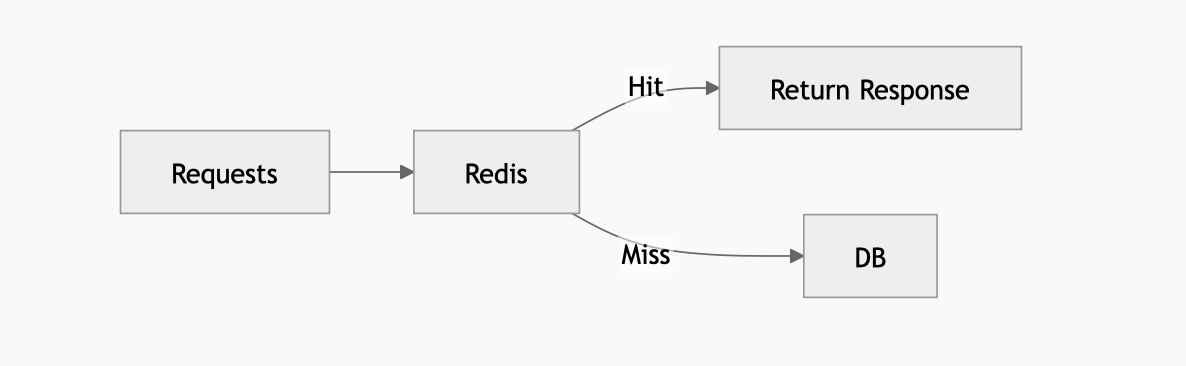 Requests
Redis
Hit
Return Response
Miss
DB